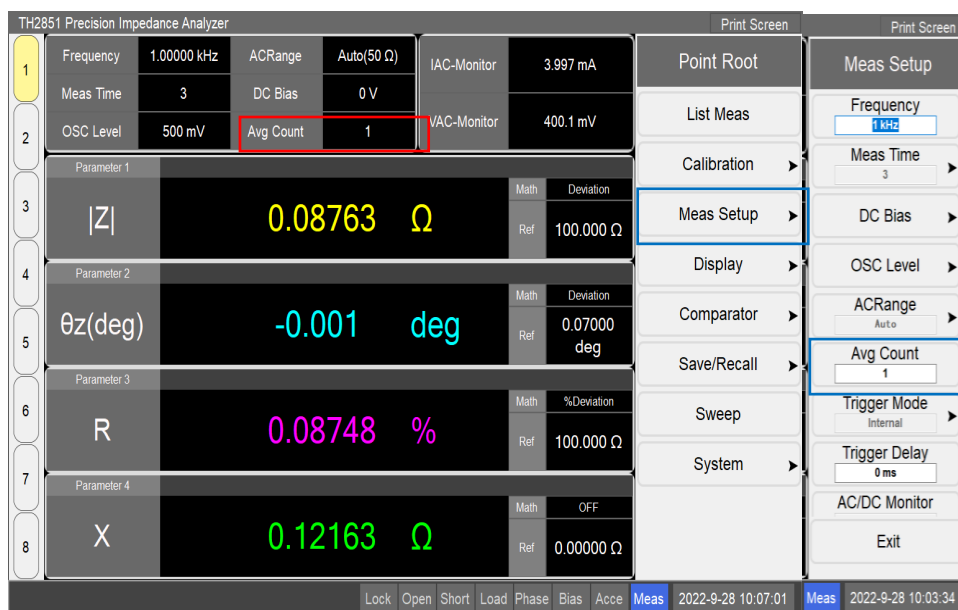 TH2851 Precision Impedance Analyzer
Print Screen
Print Screen
1
2
3
4
5
6
7
8
Frequency 1.00000 kHz ACRange Auto(50 Ω)
Meas Time 3 DC Bias 0 V
OSC Level 500 mV Avg Count 1
IAC-Monitor 3.997 mA
VAC-Monitor 400.1 mV
Parameter 1
|Z| 0.08763 Ω
Math Deviation
Ref 100.000 Ω
Parameter 2
θz(deg) -0.001 deg
Math Deviation
Ref 0.07000
deg
Parameter 3
R 0.08748 %
Math %Deviation
Ref 100.000 Ω
Parameter 4
X 0.12163 Ω
Math OFF
Ref 0.00000 Ω
Point Root
List Meas
Calibration
Meas Setup
Display
Comparator
Save/Recall
Sweep
System
Meas Setup
Frequency
1 kHz
Meas Time
3
DC Bias
OSC Level
ACRange
Auto
Avg Count
1
Trigger Mode
Internal
Trigger Delay
0 ms
AC/DC Monitor
Exit
Lock Open Short Load Phase Bias Acce Meas 2022-9-28 10:07:01
Meas 2022-9-28 10:03:34